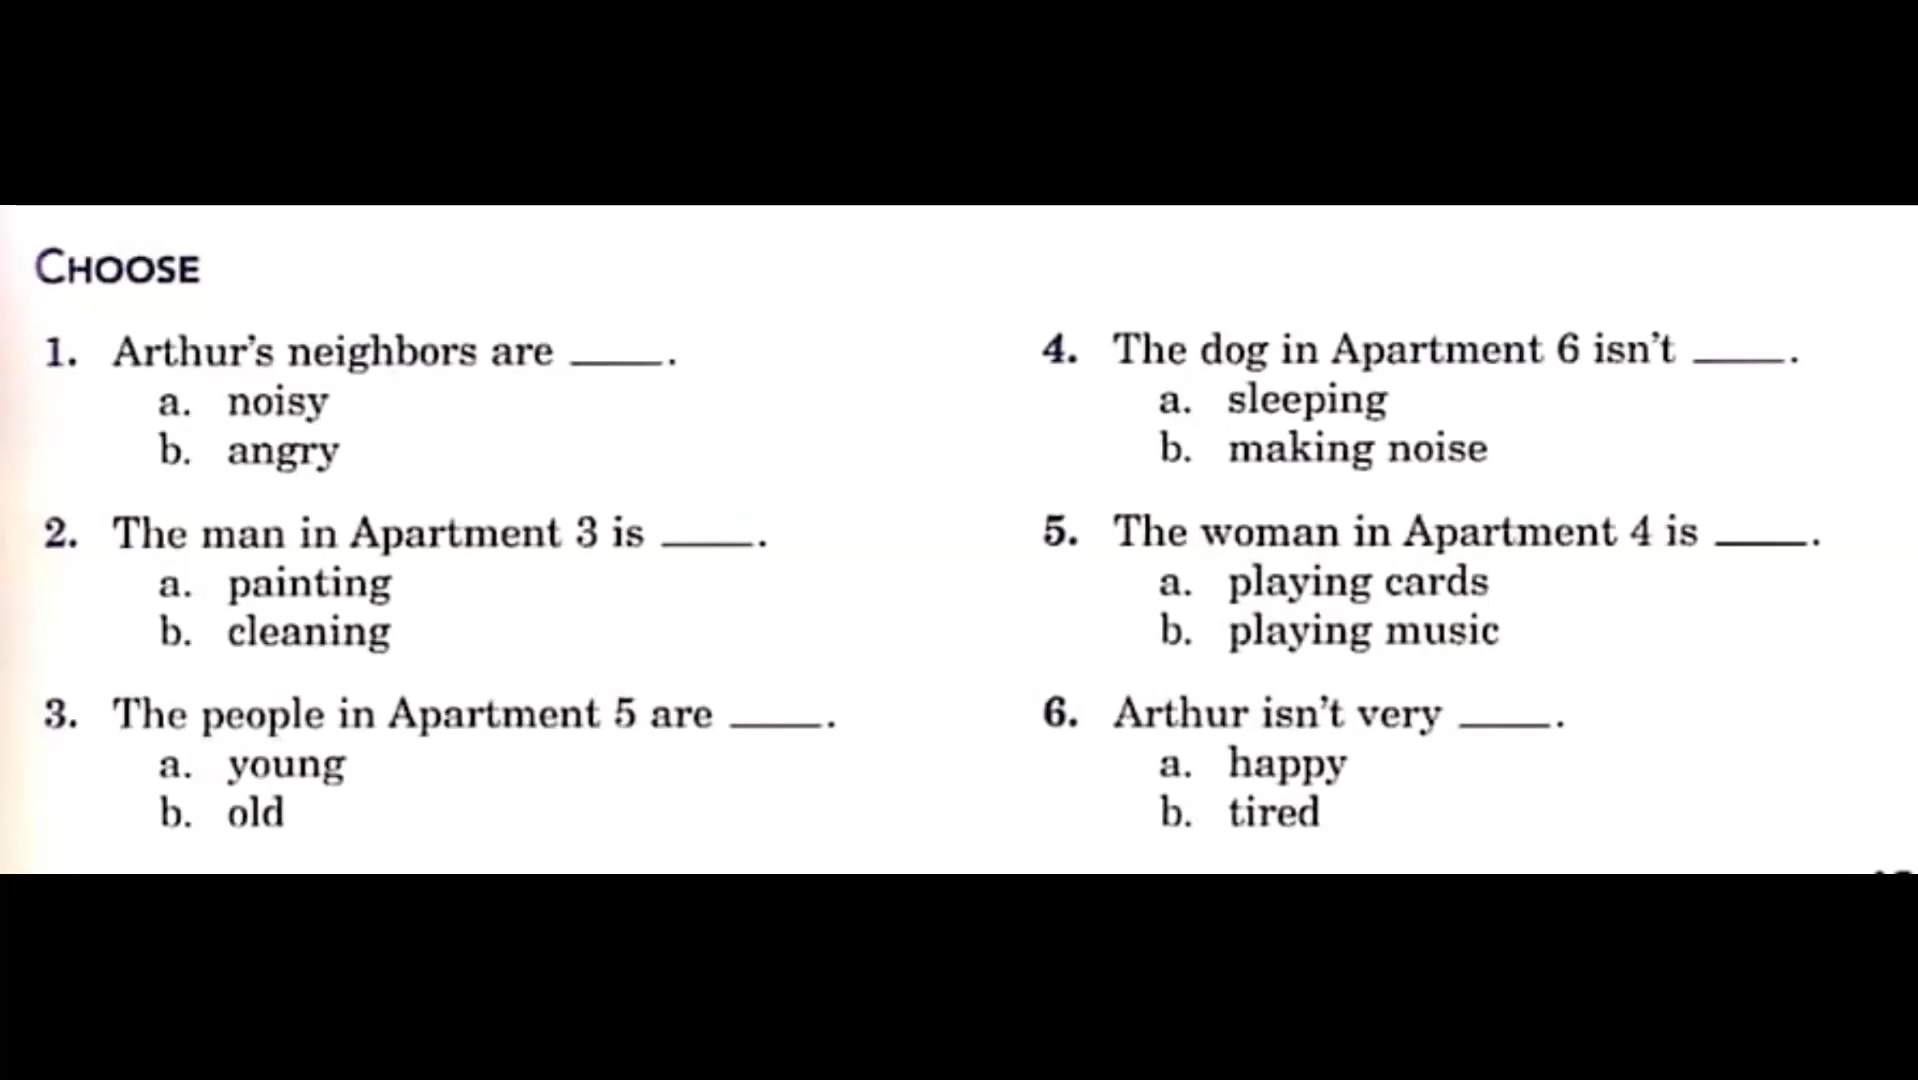 CHOOSE
1. Arthur's neighbors are ____.
a. noisy
b. angry
2. The man in Apartment 3 is ____.
a. painting
b. cleaning
3. The people in Apartment 5 are ____.
a. young
b. old
4. The dog in Apartment 6 isn't ____.
a. sleeping
b. making noise
5. The woman in Apartment 4 is ____.
a. playing cards
b. playing music
6. Arthur isn't very ____.
a. happy
b. tired